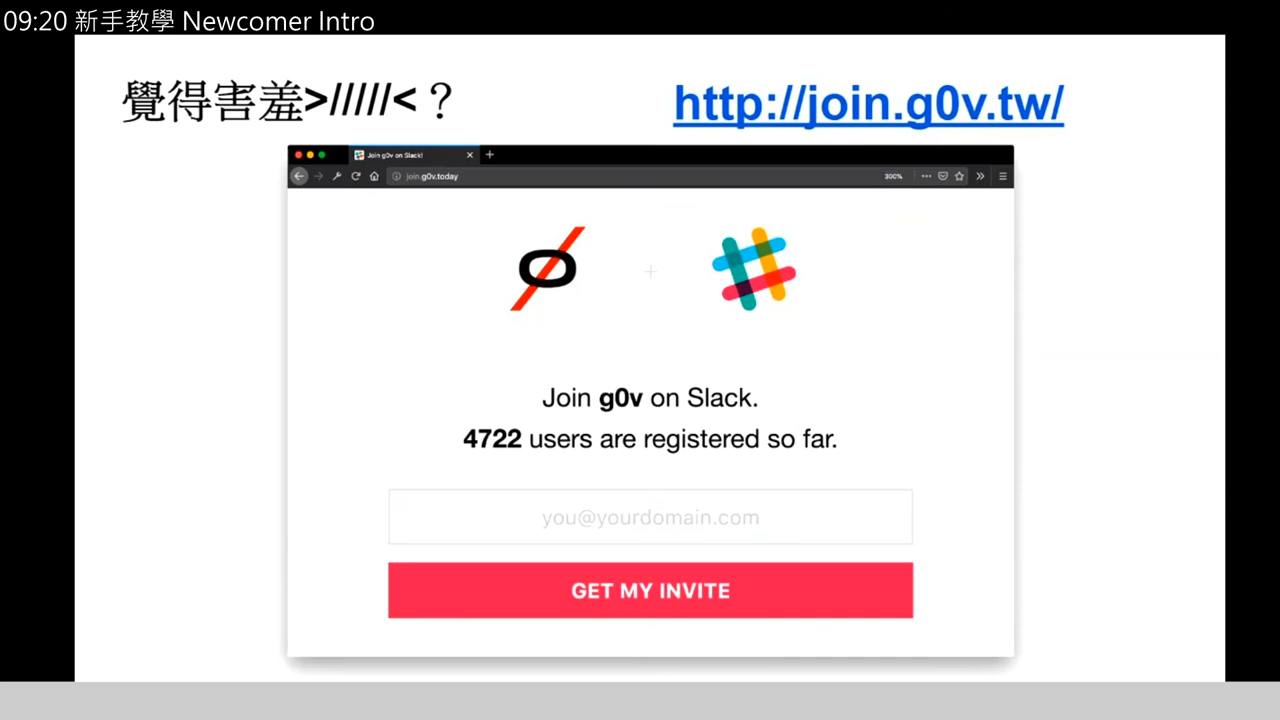 09:20 新手教學 Newcomer Intro
覺得害羞>/////<？
http://join.g0v.tw/
Join g0v on Slack!
join.g0v.today
300%
Join g0v on Slack.
4722 users are registered so far.
you@yourdomain.com
GET MY INVITE